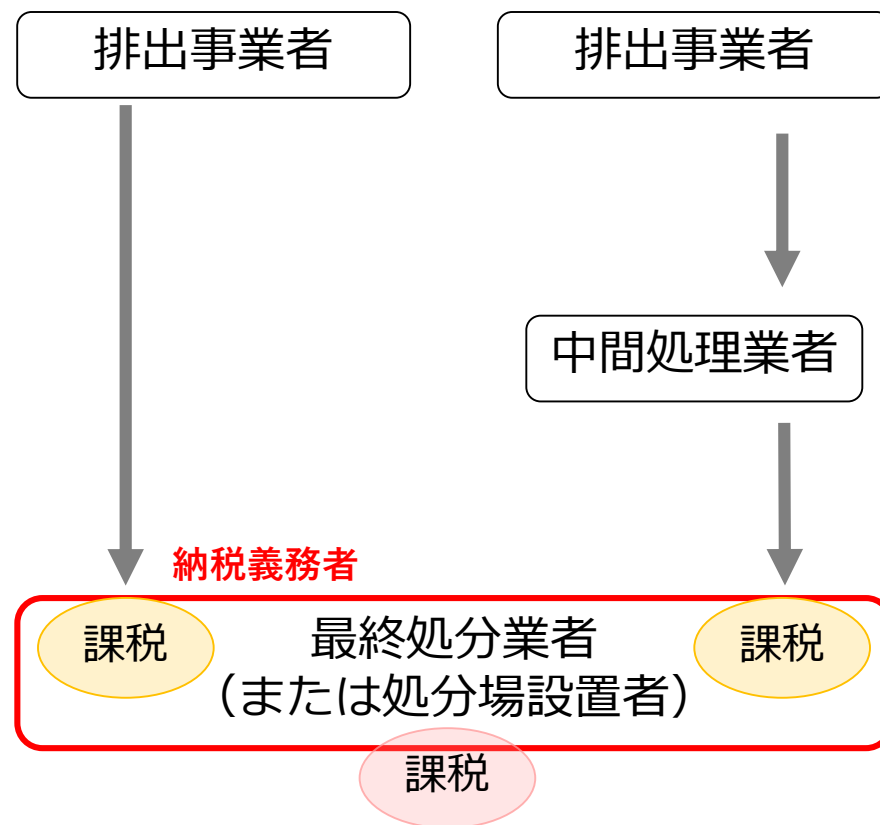 排出事業者
排出事業者
中間処理業者
納税義務者
課税
最終処分業者
（または処分場設置者）
課税
課税